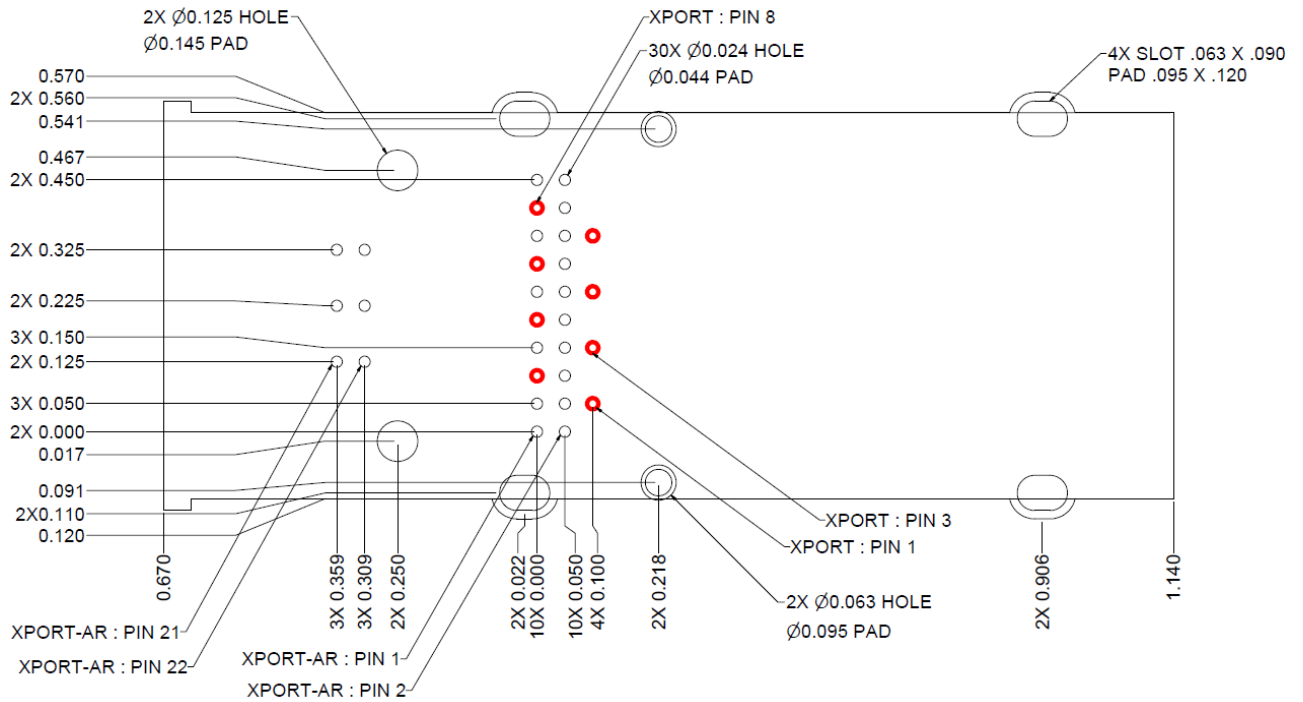 2X Ø0.125 HOLE
Ø0.145 PAD
XPORT : PIN 8
30X Ø0.024 HOLE
Ø0.044 PAD
4X SLOT .063 X .090
PAD .095 X .120
0.570
2X 0.560
0.541
0.467
2X 0.450
2X 0.325
2X 0.225
3X 0.150
2X 0.125
3X 0.050
2X 0.000
0.017
0.091
2X0.110
0.120
0.670
3X 0.359
3X 0.309
2X 0.250
2X 0.022
10X 0.000
10X 0.050
4X 0.100
2X 0.218
2X 0.906
1.140
XPORT : PIN 3
XPORT : PIN 1
2X Ø0.063 HOLE
Ø0.095 PAD
XPORT-AR : PIN 21
XPORT-AR : PIN 22
XPORT-AR : PIN 1
XPORT-AR : PIN 2